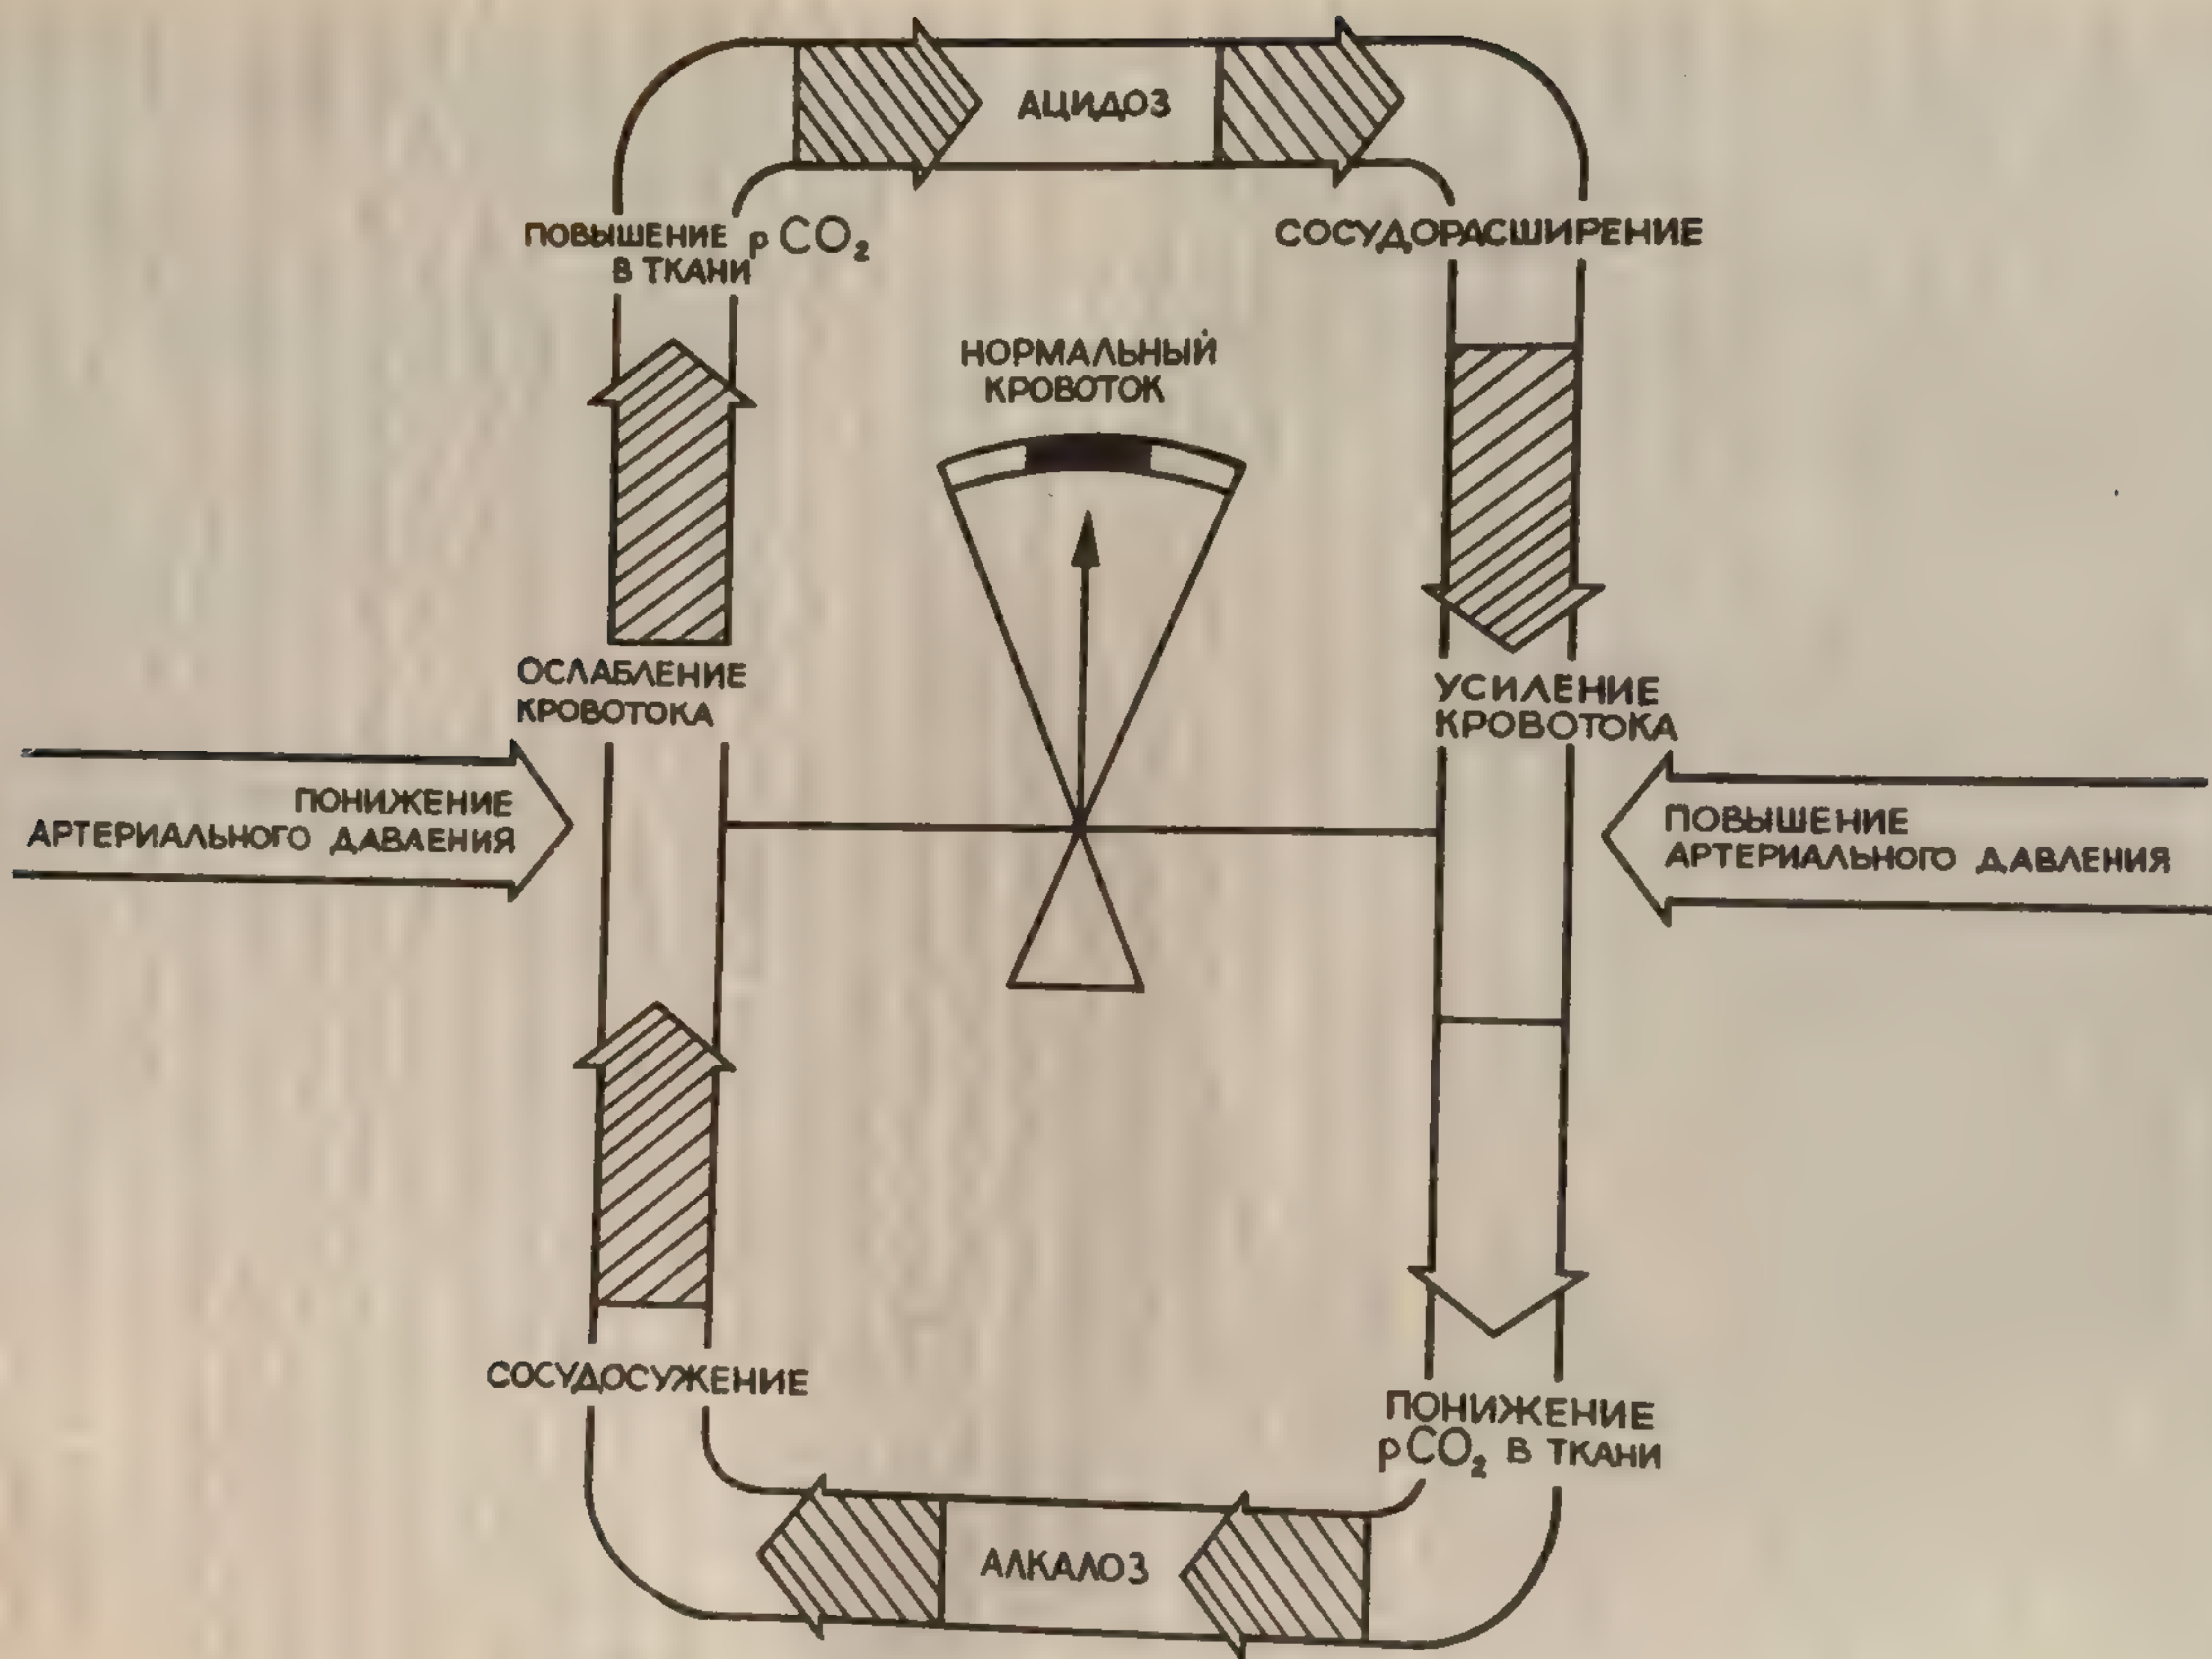 АЦИДОЗ
ПОВЫШЕНИЕ pCO₂
В ТКАНИ
СОСУДОРАСШИРЕНИЕ
НОРМАЛЬНЫЙ
КРОВОТОК
ОСЛАБЛЕНИЕ
КРОВОТОКА
УСИЛЕНИЕ
КРОВОТОКА
ПОНИЖЕНИЕ
АРТЕРИАЛЬНОГО ДАВЛЕНИЯ
ПОВЫШЕНИЕ
АРТЕРИАЛЬНОГО ДАВЛЕНИЯ
СОСУДОСУЖЕНИЕ
ПОНИЖЕНИЕ
pCO₂ В ТКАНИ
АЛКАЛОЗ